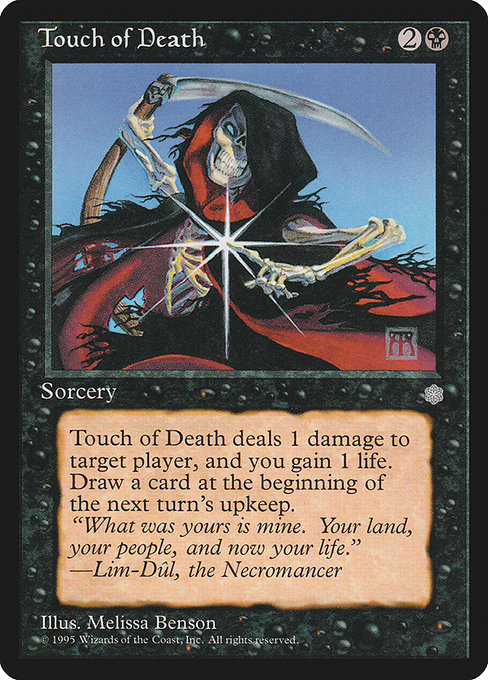 Touch of Death 2
Sorcery
Touch of Death deals 1 damage to
target player, and you gain 1 life.
Draw a card at the beginning of
the next turn's upkeep.
“What was yours is mine. Your land,
your people, and now your life.”
—Lim-Dûl, the Necromancer
Illus. Melissa Benson
© 1995 Wizards of the Coast, Inc. All rights reserved.